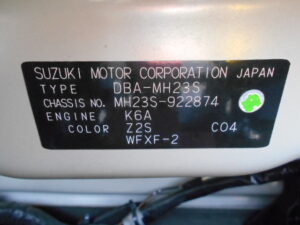 SUZUKI MOTOR CORPORATION JAPAN
TYPE DBA-MH23S
CHASSIS NO. MH23S-922874
ENGINE K6A
COLOR Z2S C04
WFXF-2